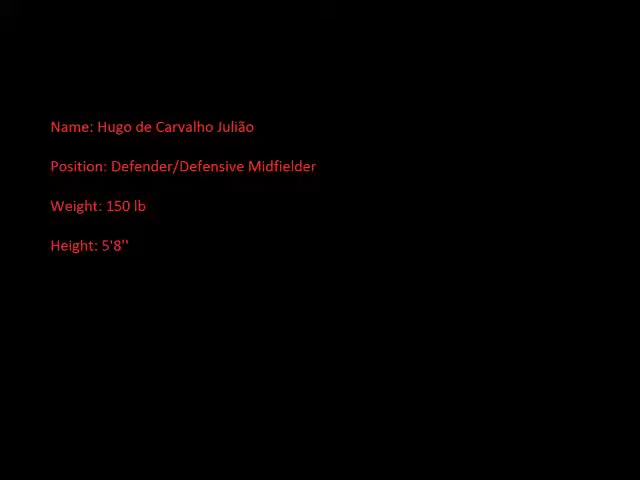 Name: Hugo de Carvalho Julião
Position: Defender/Defensive Midfielder
Weight: 150 lb
Height: 5'8''